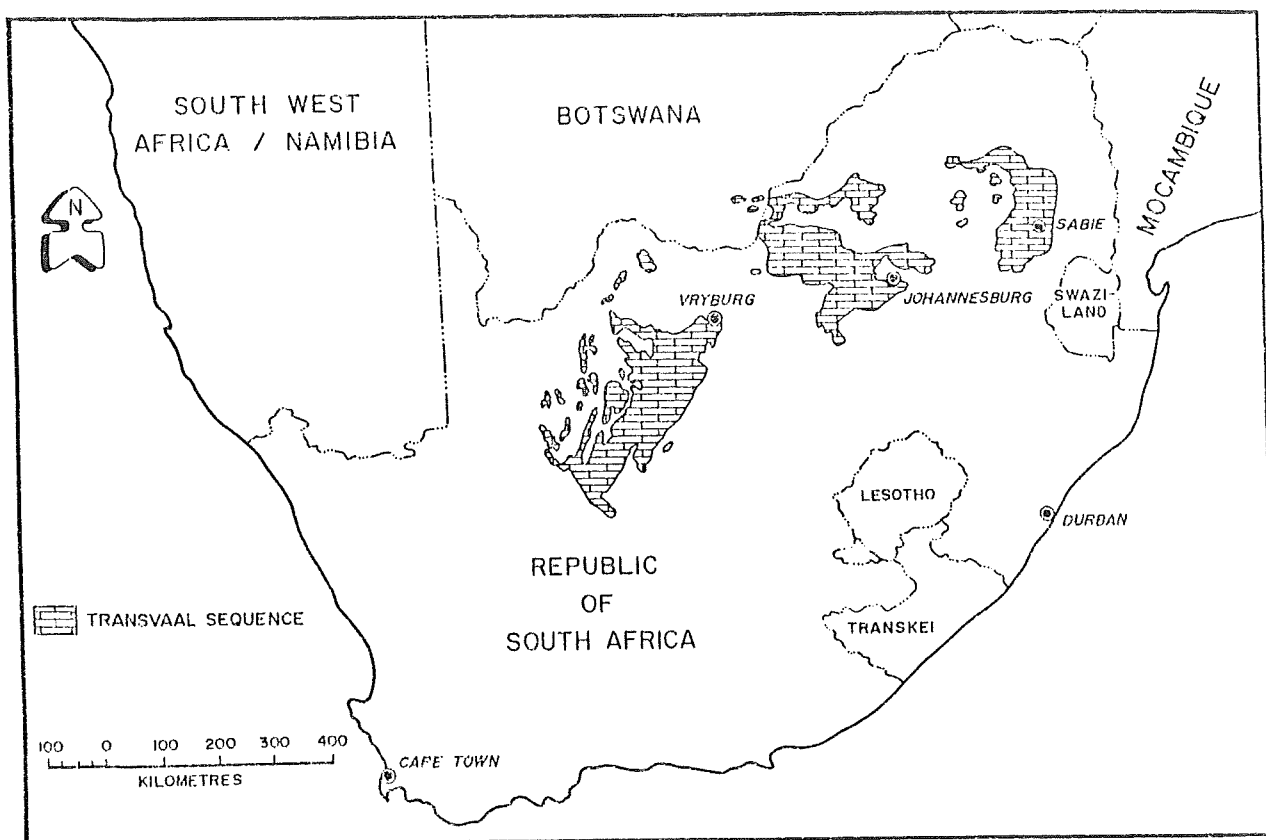 SOUTH WEST
AFRICA / NAMIBIA
BOTSWANA
MOCAMBIQUE
N
SABIE
JOHANNESBURG
SWAZI-
LAND
VRYBURG
LESOTHO
DURBAN
REPUBLIC
OF
SOUTH AFRICA
TRANSKEI
TRANSVAAL SEQUENCE
100 0 100 200 300 400
KILOMETRES
CAPE TOWN